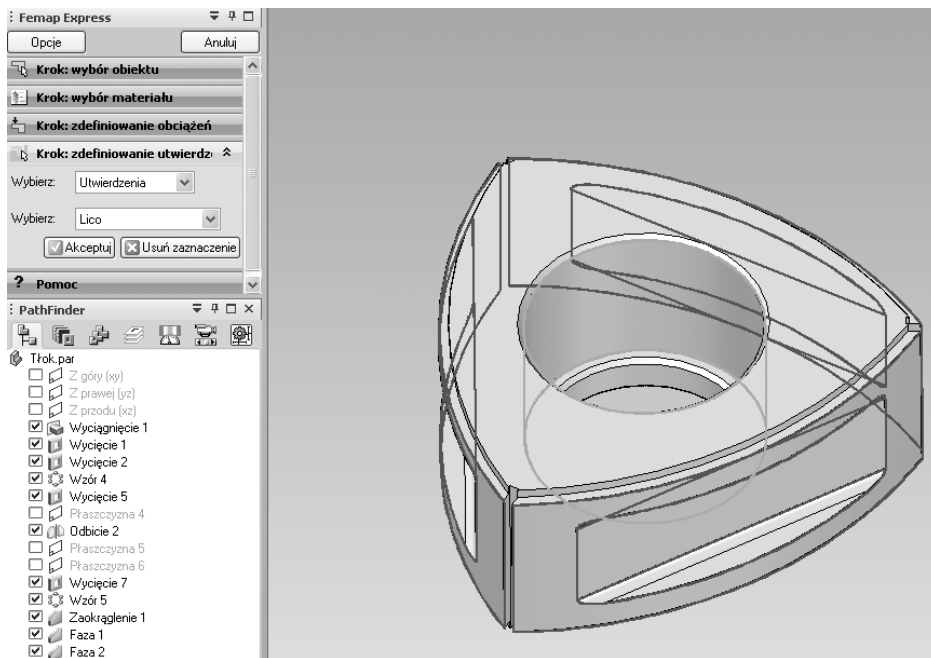 Femap Express
Opcje Anuluj
Krok: wybór obiektu
Krok: wybór materiału
Krok: zdefiniowanie obciążeń
Krok: zdefiniowanie utwierdz
Wybierz: Utwierdzenia
Wybierz: Lico
Akceptuj Usuń zaznaczenie
? Pomoc
PathFinder
Tłok.par
Z góry (xy)
Z prawej (yz)
Z przodu (xz)
Wyciągnięcie 1
Wycięcie 1
Wycięcie 2
Wzór 4
Wycięcie 5
Płaszczyzna 4
Odbicie 2
Płaszczyzna 5
Płaszczyzna 6
Wycięcie 7
Wzór 5
Zaokrąglenie 1
Faza 1
Faza 2